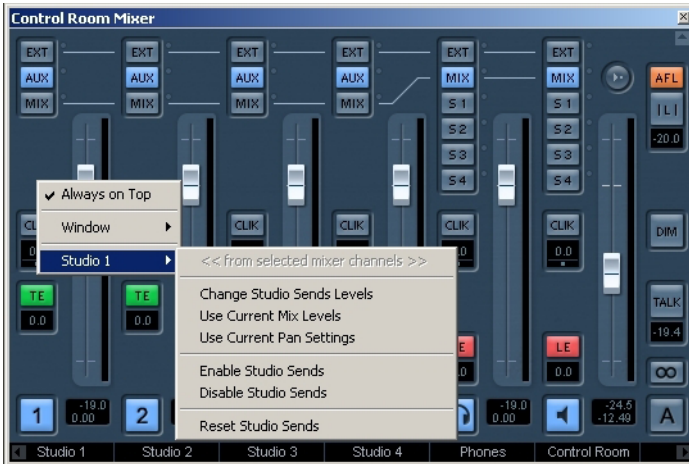 Control Room Mixer
EXT EXT EXT EXT EXT EXT
AUX AUX AUX AUX MIX MIX AFL
MIX MIX MIX MIX S 1 S 1 | L |
S 2 S 2 -20.0
S 3 S 3
S 4 S 4
✓ Always on Top
CLIK CLIK CLIK CLIK
Window DIM
0.0
Studio 1 << from selected mixer channels >>
TE TE Change Studio Sends Levels TALK
0.0 0.0 Use Current Mix Levels
Use Current Pan Settings -19.4
LE
Enable Studio Sends 0.0
Disable Studio Sends
1 -19.0 2 -19.0 -24.5 A
0.00 0.00 -12.49
Reset Studio Sends
Studio 1 Studio 2 Studio 3 Studio 4 Phones Control Room